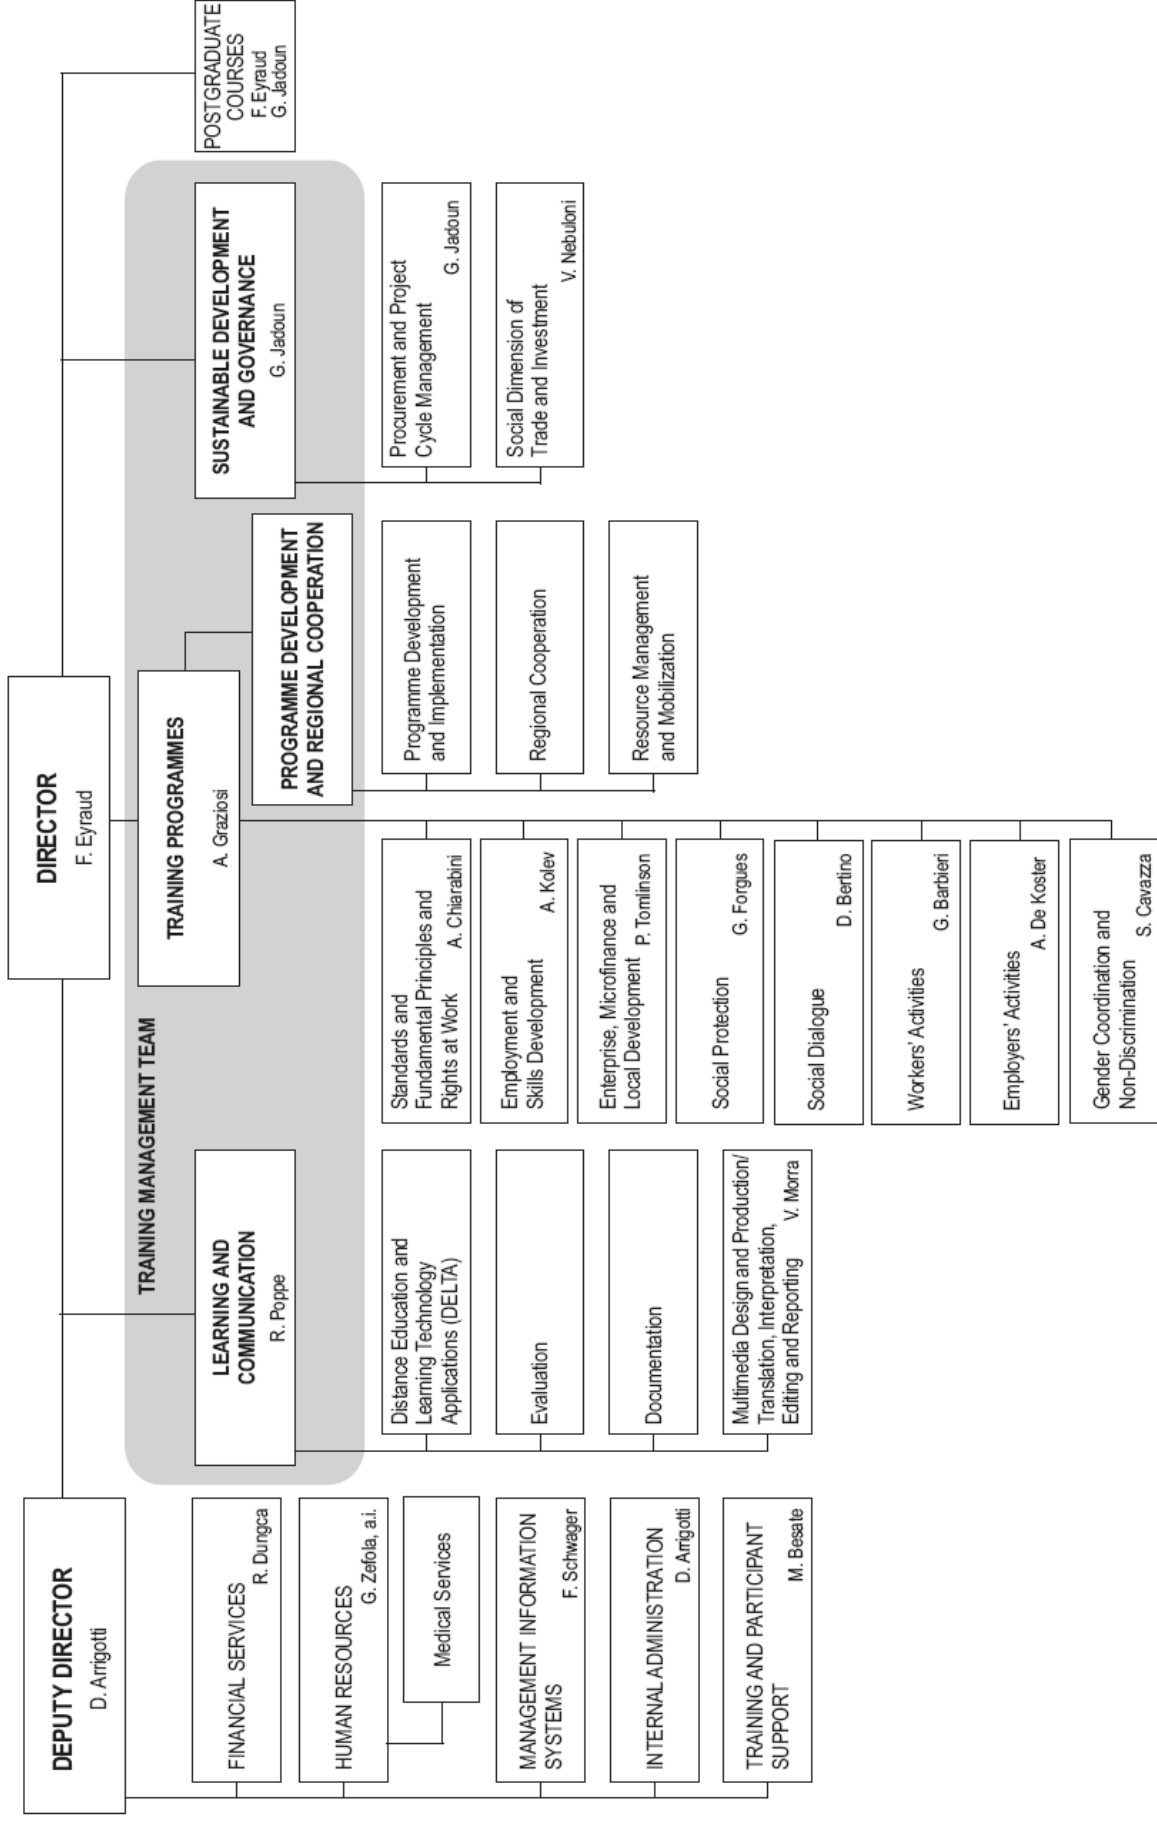 DIRECTOR
F. Eyraud
DEPUTY DIRECTOR
D. Arrigotti
FINANCIAL SERVICES
R. Dungca
HUMAN RESOURCES
G. Zefola, a.i.
Medical Services
MANAGEMENT INFORMATION
SYSTEMS
F. Schwager
INTERNAL ADMINISTRATION
D. Arrigotti
TRAINING AND PARTICIPANT
SUPPORT
M. Besate
TRAINING MANAGEMENT TEAM
LEARNING AND
COMMUNICATION
R. Poppe
Distance Education and
Learning Technology
Applications (DELTA)
Evaluation
Documentation
Multimedia Design and Production/
Translation, Interpretation,
Editing and Reporting
V. Morra
TRAINING PROGRAMMES
A. Graziosi
Standards and
Fundamental Principles and
Rights at Work
A. Chiarabini
Employment and
Skills Development
A. Kolev
Enterprise, Microfinance and
Local Development
P. Tomlinson
Social Protection
G. Forgues
Social Dialogue
D. Bertino
Workers' Activities
G. Barbieri
Employers' Activities
A. De Koster
Gender Coordination and
Non-Discrimination
S. Cavazza
PROGRAMME DEVELOPMENT
AND REGIONAL COOPERATION
Programme Development
and Implementation
Regional Cooperation
Resource Management
and Mobilization
SUSTAINABLE DEVELOPMENT
AND GOVERNANCE
G. Jadoun
Procurement and Project
Cycle Management
G. Jadoun
Social Dimension of
Trade and Investment
V. Nebuloni
POSTGRADUATE
COURSES
F. Eyraud
G. Jadoun